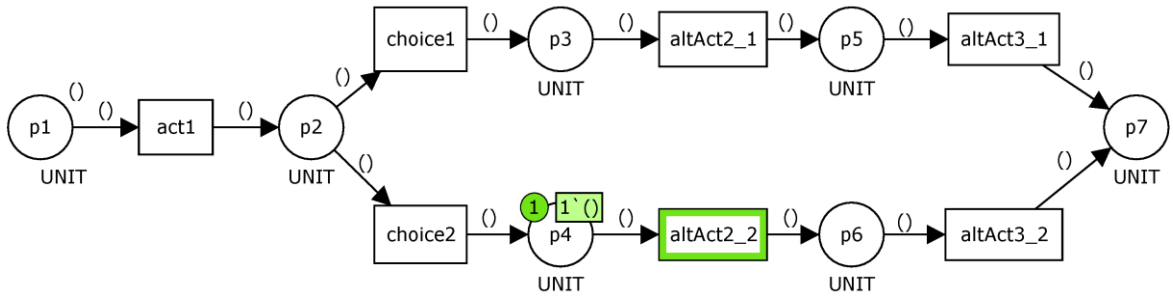 choice1 () p3 () altAct2_1 () p5 () altAct3_1
UNIT UNIT
() () ()
() () ()
p1 act1 p2 p7
UNIT UNIT UNIT
() ()
1 1`()
choice2 () p4 () altAct2_2 () p6 () altAct3_2
UNIT UNIT